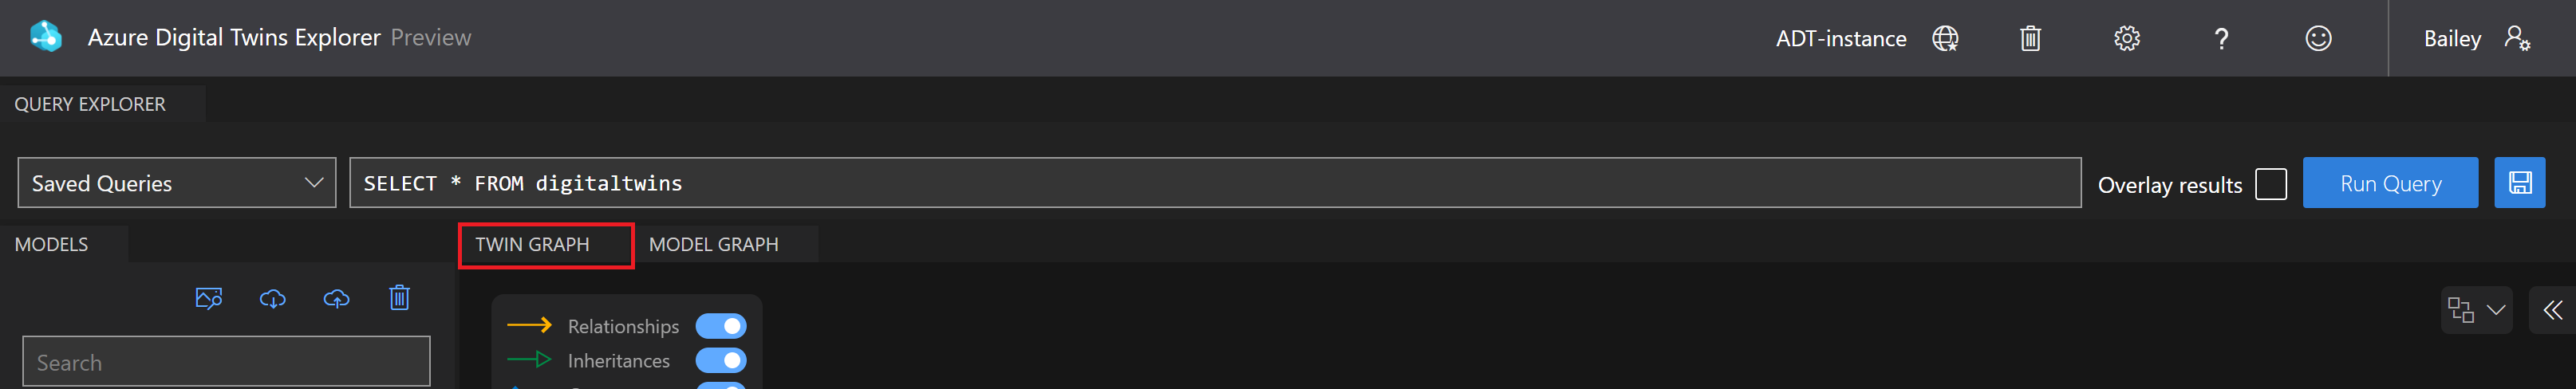 Azure Digital Twins Explorer Preview
ADT-instance
?
Bailey
QUERY EXPLORER
Saved Queries
SELECT * FROM digitaltwins
Overlay results
Run Query
MODELS
TWIN GRAPH
MODEL GRAPH
Relationships
Search
Inheritances